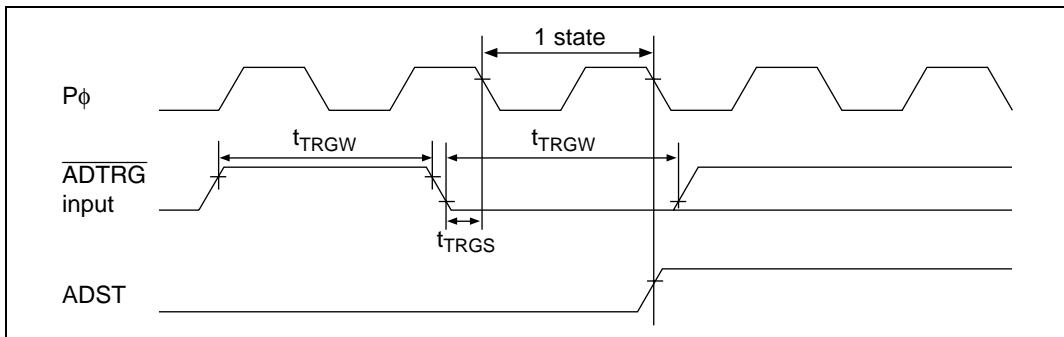 1 state
Pϕ
tTRGW
tTRGW
ADTRG
input
tTRGS
ADST